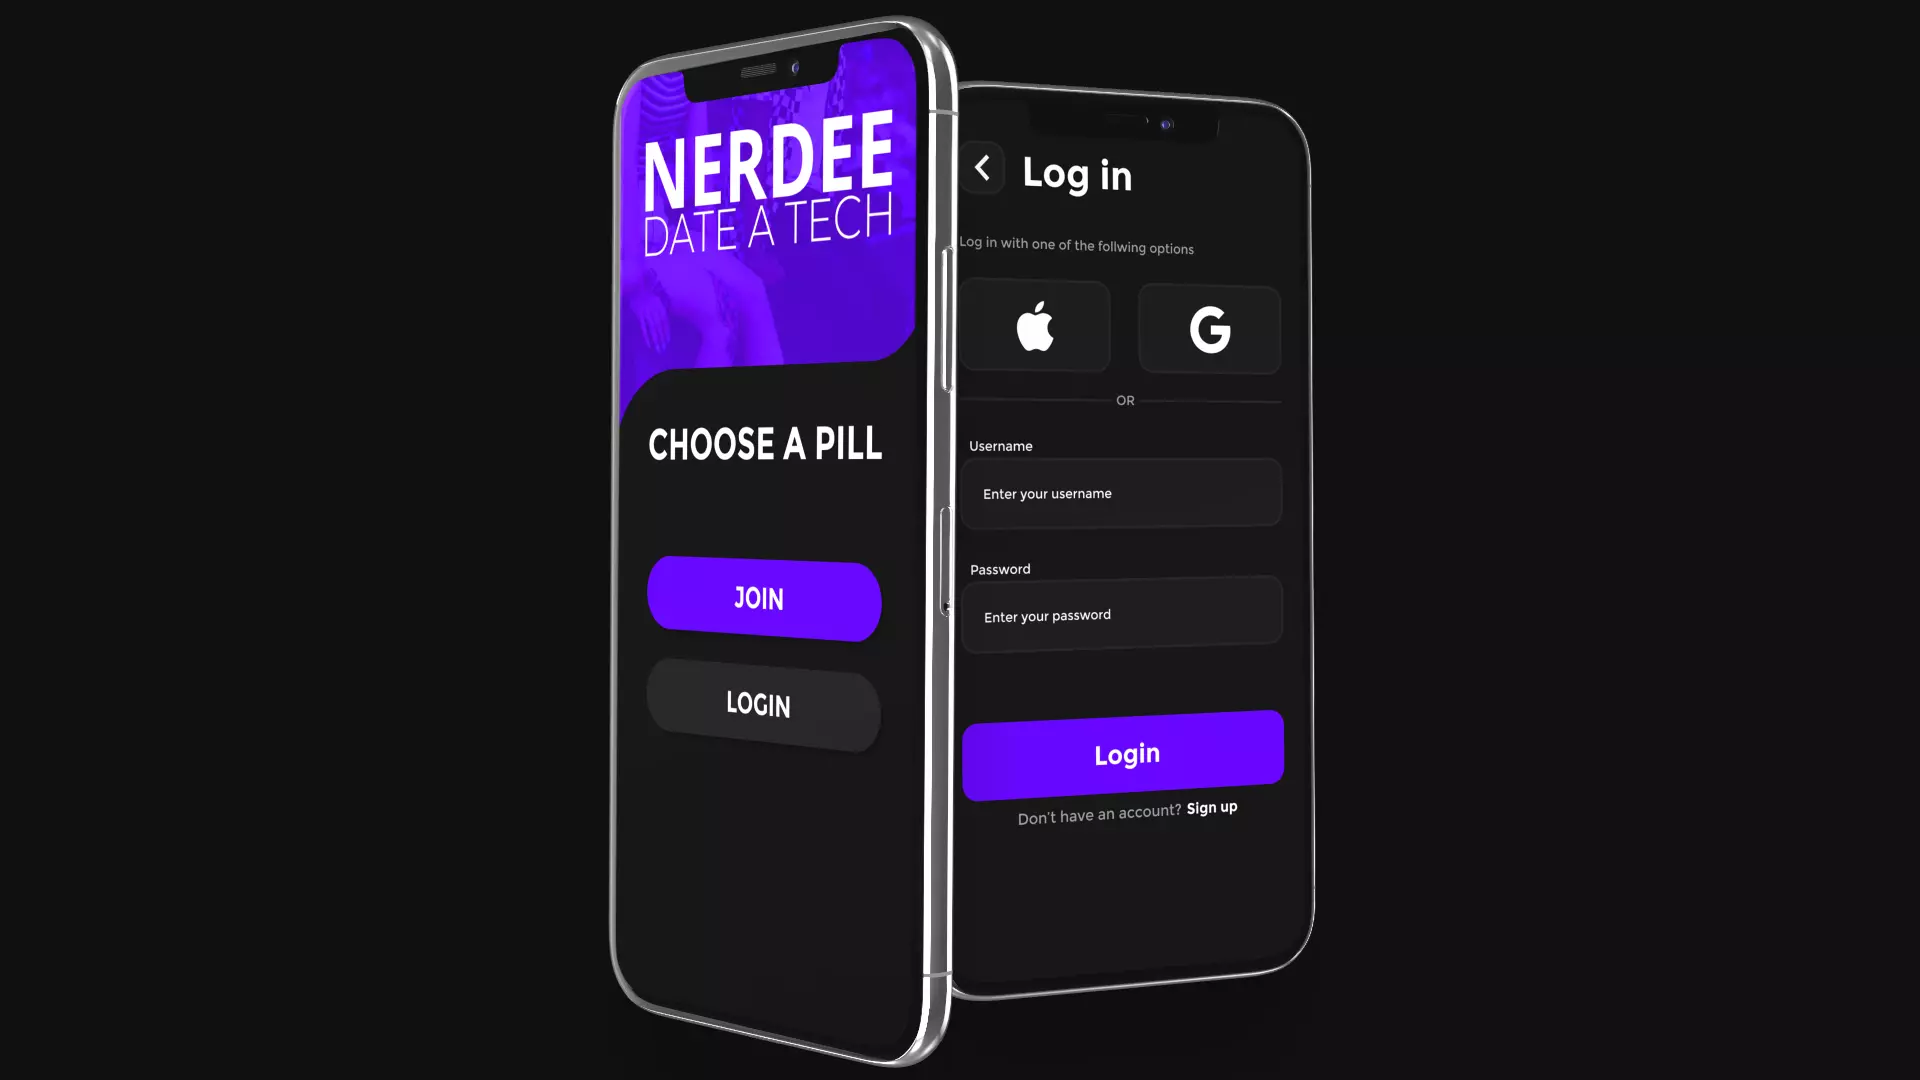 NERDEE
DATE A TECH
CHOOSE A PILL
JOIN
LOGIN
Log in
Log in with one of the follwing options
G
OR
Username
Enter your username
Password
Enter your password
Login
Don't have an account? Sign up